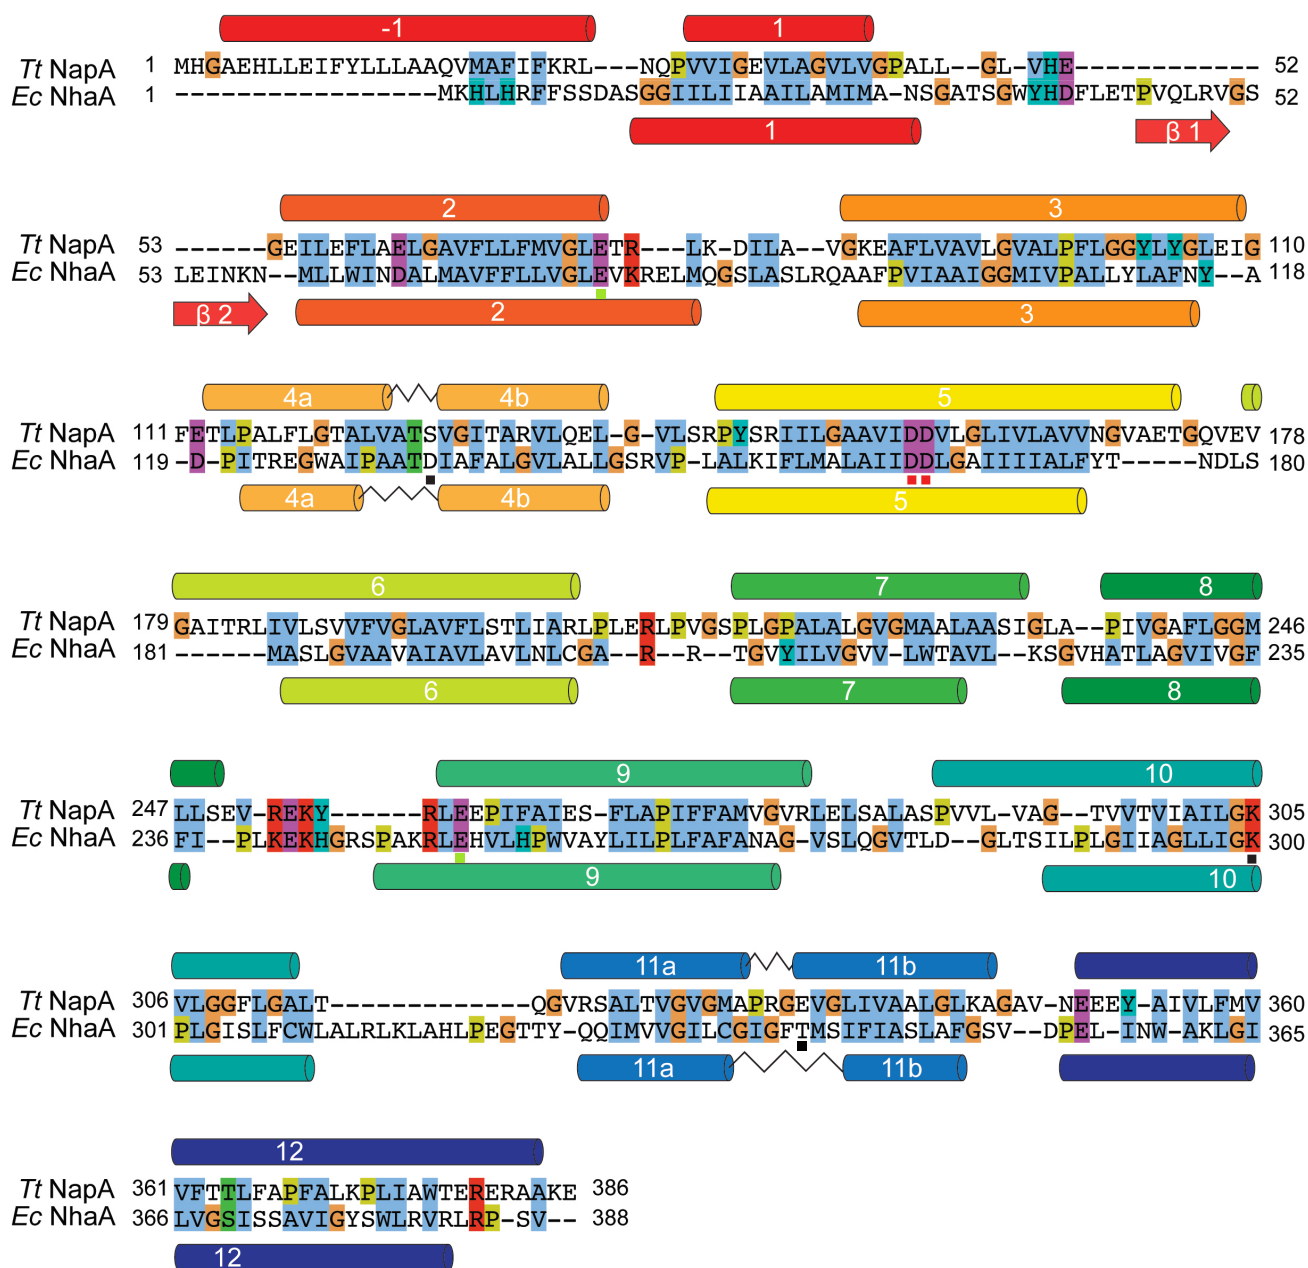 -1 1
Tt NapA 1 MHGAEHLLEIFYLLLAAQVMAFIFKRL---NQPVVIGEVLAGVLVGPALL--GL-VHE------------ 52
Ec NhaA 1 -----------------MKHLHRFFSSDASGGIILIIAAILAMIMA-NSGATSGWYHDFLETPVQLRVGS 52
1 β 1
2 3
Tt NapA 53 ------GEILEFLAELGAVFLLFMVGLETR---LK-DILA--VGKEAFLVAVLGVALPFLGGYLYGLEIG 110
Ec NhaA 53 LEINKN--MLLWINDALMAVFFLLVGLEVKRELMQGSLASLRQAAFPVIAAIGGMIVPALLYLAFNY--A 118
β 2 2 3
4a 4b 5
Tt NapA 111 FETLPALFLGTALVATSVGITARVLQEL-G-VLSRPYSRIILGAAVIDDVLGLIVLAVVNGVAETGQVEV 178
Ec NhaA 119 -D-PITREGWAIPAATDIAFALGVLALLGSRVP-LALKIFLMALAIIDDLGAIIIIALFYT-----NDLS 180
4a 4b 5
6 7 8
Tt NapA 179 GAITRLIVLSVVFVGLAVFLSTLIARLPLERLPVGSPLGPALALGVGMAALAASIGLA--PIVGAFLGGM 246
Ec NhaA 181 ------MASLGVAAVAIAVLAVLNLCGA--R--R--TGVYILVGVV-LWTAVL--KSGVHATLAGVIVGF 235
6 7 8
9 10
Tt NapA 247 LLSEV-REKY------RLEEPIFAIES-FLAPIFFAMVGVRLELSALASPVVL-VAG--TVVTVIAILGK 305
Ec NhaA 236 FI--PLKEKHGRSPAKRLEHVLHPWVAYLILPLFAFANAG-VSLQGVTLD-GLTSILPLGIIAGLLIGK 300
9 10
11a 11b
Tt NapA 306 VLGGFLGALT-------------QGVRSALTVGVGMAPRGEVGLIVAALGLKAGAV-NEEEY-AIVLFMV 360
Ec NhaA 301 PLGISLFCWLALRLKLAHLPEGTTY-QQIMVVGILCGIGFTMSIFIASLAFGSV--DPEL-INW-AKLGI 365
11a 11b
12
Tt NapA 361 VFTTLFAPFALKPLIAWTERERAAKE 386
Ec NhaA 366 LVGSISSAVIGYSWLRVRLRP-SV-- 388
12